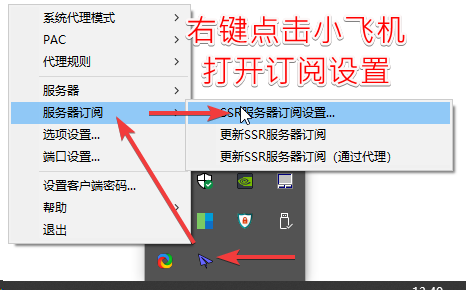 右键点击小飞机
打开订阅设置
系统代理模式
PAC
代理规则
服务器
服务器订阅
选项设置...
端口设置...
设置客户端密码...
帮助
退出
SSR服务器订阅设置...
更新SSR服务器订阅
更新SSR服务器订阅（通过代理）